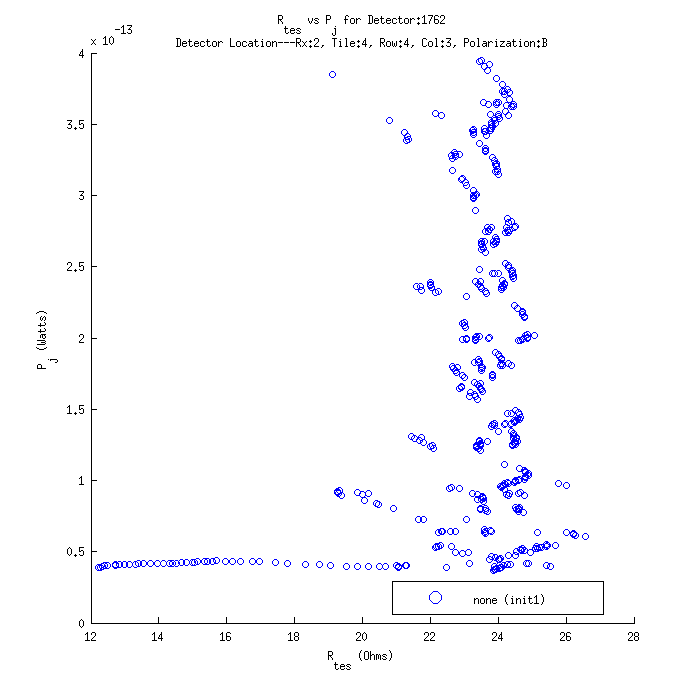 R_tes vs P_j for Detector:1762
Detector Location---Rx:2, Tile:4, Row:4, Col:3, Polarization:B
x 10^-13
4
3.5
3
2.5
2
1.5
1
0.5
0
P_j (Watts)
none (init1)
12 14 16 18 20 22 24 26 28
R_tes (Ohms)